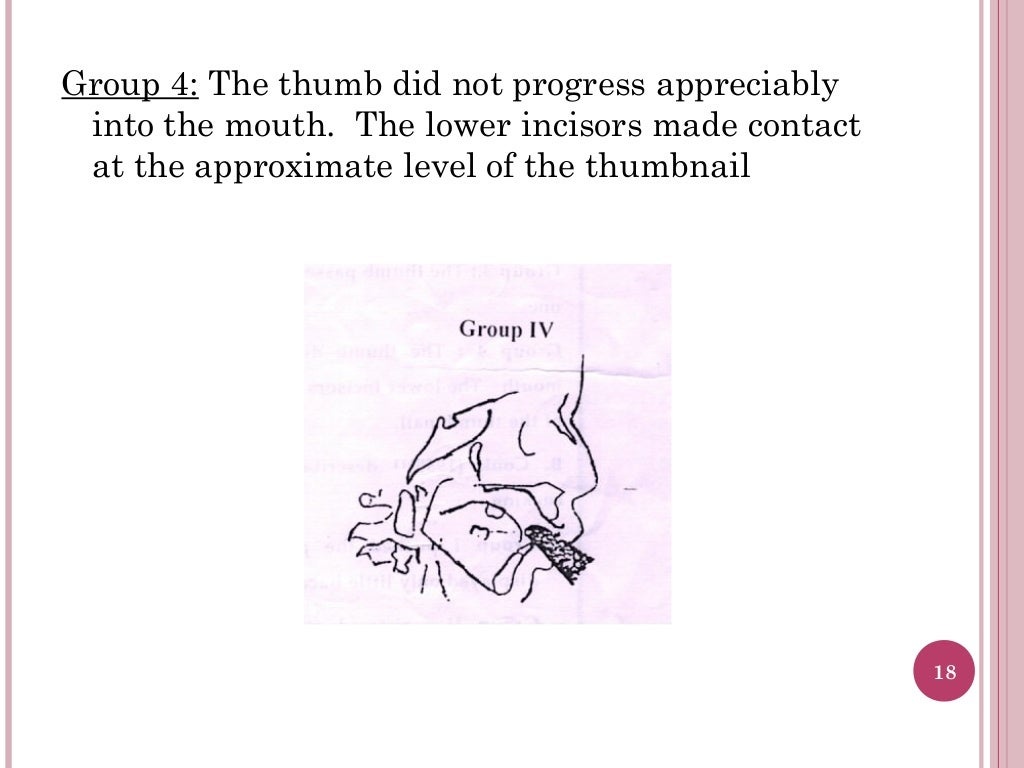 Group 4: The thumb did not progress appreciably
into the mouth.  The lower incisors made contact
at the approximate level of the thumbnail
Group IV
18